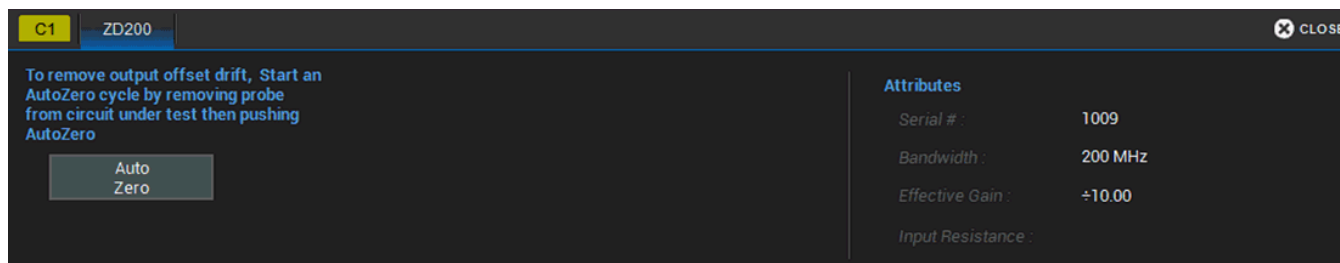 C1 ZD200 CLOSE
To remove output offset drift, Start an
AutoZero cycle by removing probe
from circuit under test then pushing
AutoZero
Auto
Zero
Attributes
Serial # : 1009
Bandwidth : 200 MHz
Effective Gain : ÷10.00
Input Resistance :